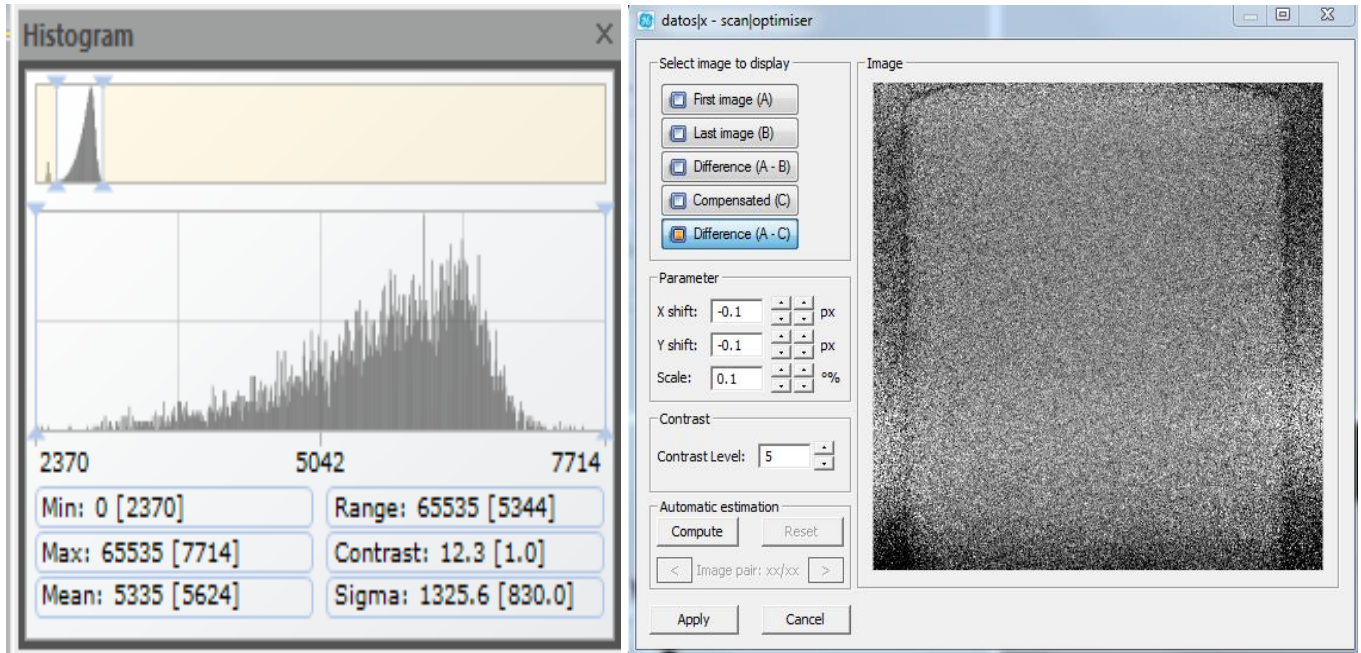 Histogram X
2370 5042 7714
Min: 0 [2370] Range: 65535 [5344]
Max: 65535 [7714] Contrast: 12.3 [1.0]
Mean: 5335 [5624] Sigma: 1325.6 [830.0]
datos|x - scan|optimiser
Select image to display
First image (A)
Last image (B)
Difference (A - B)
Compensated (C)
Difference (A - C)
Parameter
X shift: -0.1 px
Y shift: -0.1 px
Scale: 0.1 °%
Contrast
Contrast Level: 5
Automatic estimation
Compute Reset
< Image pair: xx/xx >
Apply Cancel
Image